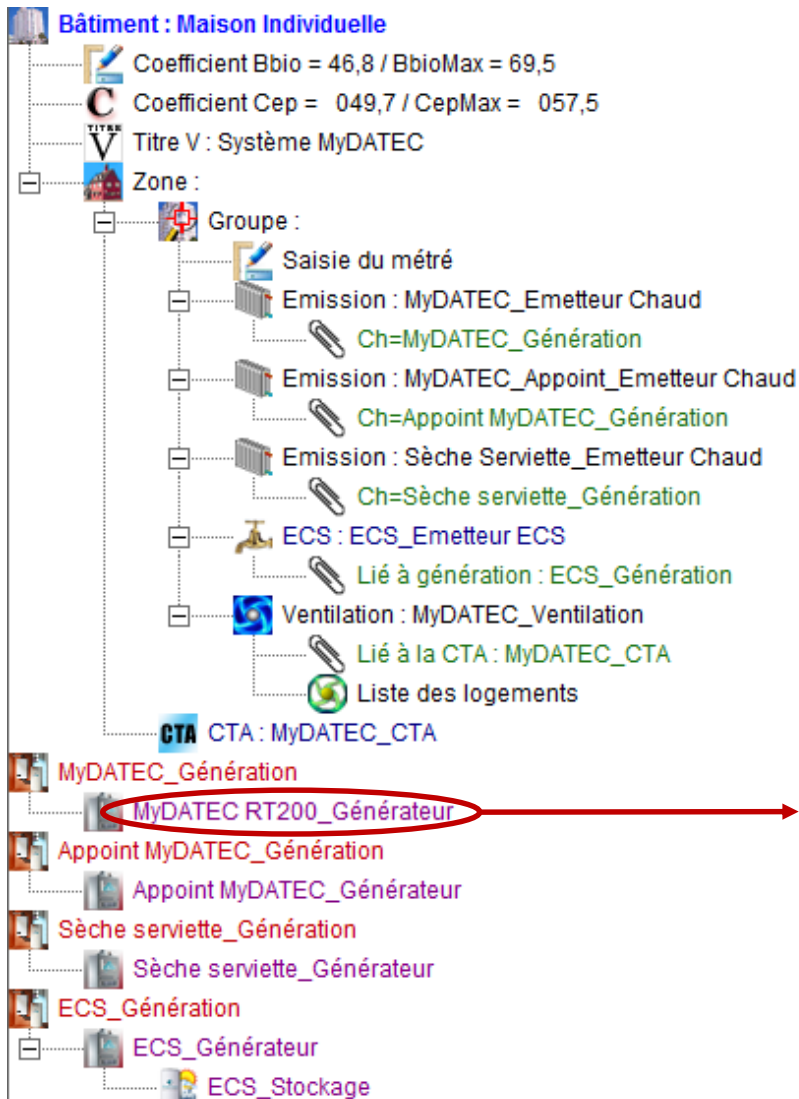 Bâtiment : Maison Individuelle
Coefficient Bbio = 46,8 / BbioMax = 69,5
C Coefficient Cep = 049,7 / CepMax = 057,5
TITRE V Titre V : Système MyDATEC
Zone :
Groupe :
Saisie du métré
Emission : MyDATEC_Emetteur Chaud
Ch=MyDATEC_Génération
Emission : MyDATEC_Appoint_Emetteur Chaud
Ch=Appoint MyDATEC_Génération
Emission : Sèche Serviette_Emetteur Chaud
Ch=Sèche serviette_Génération
ECS : ECS_Emetteur ECS
Lié à génération : ECS_Génération
Ventilation : MyDATEC_Ventilation
Lié à la CTA : MyDATEC_CTA
Liste des logements
CTA CTA : MyDATEC_CTA
MyDATEC_Génération
MyDATEC RT200_Générateur
Appoint MyDATEC_Génération
Appoint MyDATEC_Générateur
Sèche serviette_Génération
Sèche serviette_Générateur
ECS_Génération
ECS_Générateur
ECS_Stockage